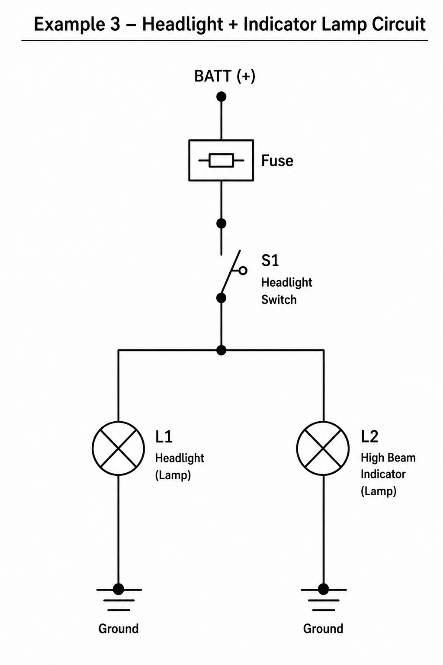 Example 3 – Headlight + Indicator Lamp Circuit
BATT (+)
Fuse
S1
Headlight
Switch
L1
Headlight
(Lamp)
L2
High Beam
Indicator
(Lamp)
Ground
Ground